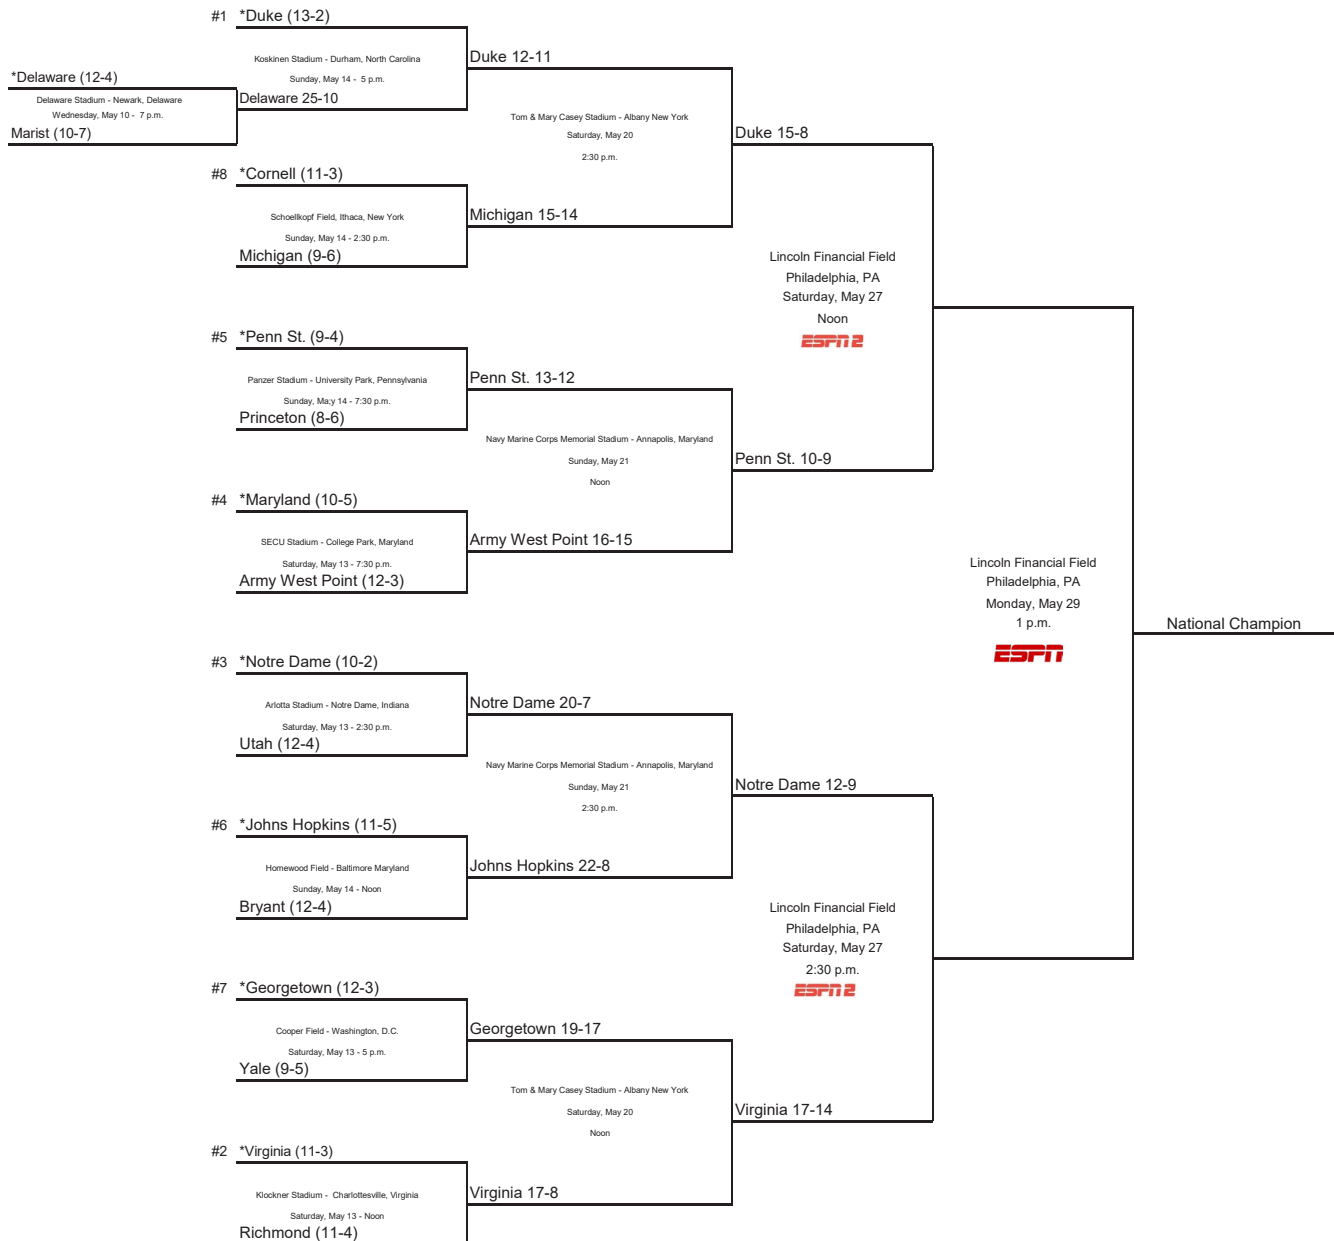 #1 *Duke (13-2)
Koskinen Stadium - Durham, North Carolina
Sunday, May 14 - 5 p.m.
*Delaware (12-4)
Delaware Stadium - Newark, Delaware
Wednesday, May 10 - 7 p.m.
Marist (10-7)
Delaware 25-10
Duke 12-11
Tom & Mary Casey Stadium - Albany New York
Saturday, May 20
2:30 p.m.
Duke 15-8
#8 *Cornell (11-3)
Schoellkopf Field, Ithaca, New York
Sunday, May 14 - 2:30 p.m.
Michigan (9-6)
Michigan 15-14
Lincoln Financial Field
Philadelphia, PA
Saturday, May 27
Noon
ESPN2
#5 *Penn St. (9-4)
Panzer Stadium - University Park, Pennsylvania
Sunday, Ma;y 14 - 7:30 p.m.
Princeton (8-6)
Penn St. 13-12
Navy Marine Corps Memorial Stadium - Annapolis, Maryland
Sunday, May 21
Noon
Penn St. 10-9
#4 *Maryland (10-5)
SECU Stadium - College Park, Maryland
Saturday, May 13 - 7:30 p.m.
Army West Point (12-3)
Army West Point 16-15
Lincoln Financial Field
Philadelphia, PA
Monday, May 29
1 p.m.
ESPN
National Champion
#3 *Notre Dame (10-2)
Arlotta Stadium - Notre Dame, Indiana
Saturday, May 13 - 2:30 p.m.
Utah (12-4)
Notre Dame 20-7
Navy Marine Corps Memorial Stadium - Annapolis, Maryland
Sunday, May 21
2:30 p.m.
Notre Dame 12-9
#6 *Johns Hopkins (11-5)
Homewood Field - Baltimore Maryland
Sunday, May 14 - Noon
Bryant (12-4)
Johns Hopkins 22-8
Lincoln Financial Field
Philadelphia, PA
Saturday, May 27
2:30 p.m.
ESPN2
#7 *Georgetown (12-3)
Cooper Field - Washington, D.C.
Saturday, May 13 - 5 p.m.
Yale (9-5)
Georgetown 19-17
Tom & Mary Casey Stadium - Albany New York
Saturday, May 20
Noon
Virginia 17-14
#2 *Virginia (11-3)
Klockner Stadium - Charlottesville, Virginia
Saturday, May 13 - Noon
Richmond (11-4)
Virginia 17-8